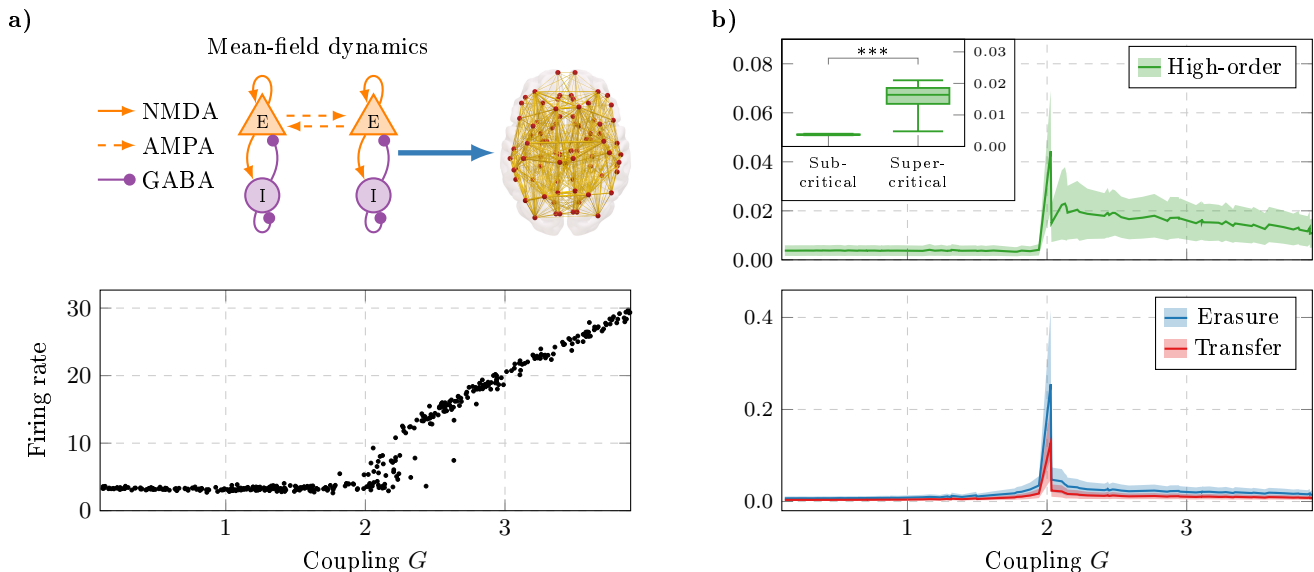 a)
Mean-field dynamics
NMDA
AMPA
GABA
E
E
I
I
30
20
10
0
Firing rate
1
2
3
Coupling G
b)
0.08
0.06
0.04
0.02
0.00
High-order
***
0.03
0.02
0.01
0.00
Sub-
critical
Super-
critical
0.4
0.2
0.0
Erasure
Transfer
1
2
3
Coupling G